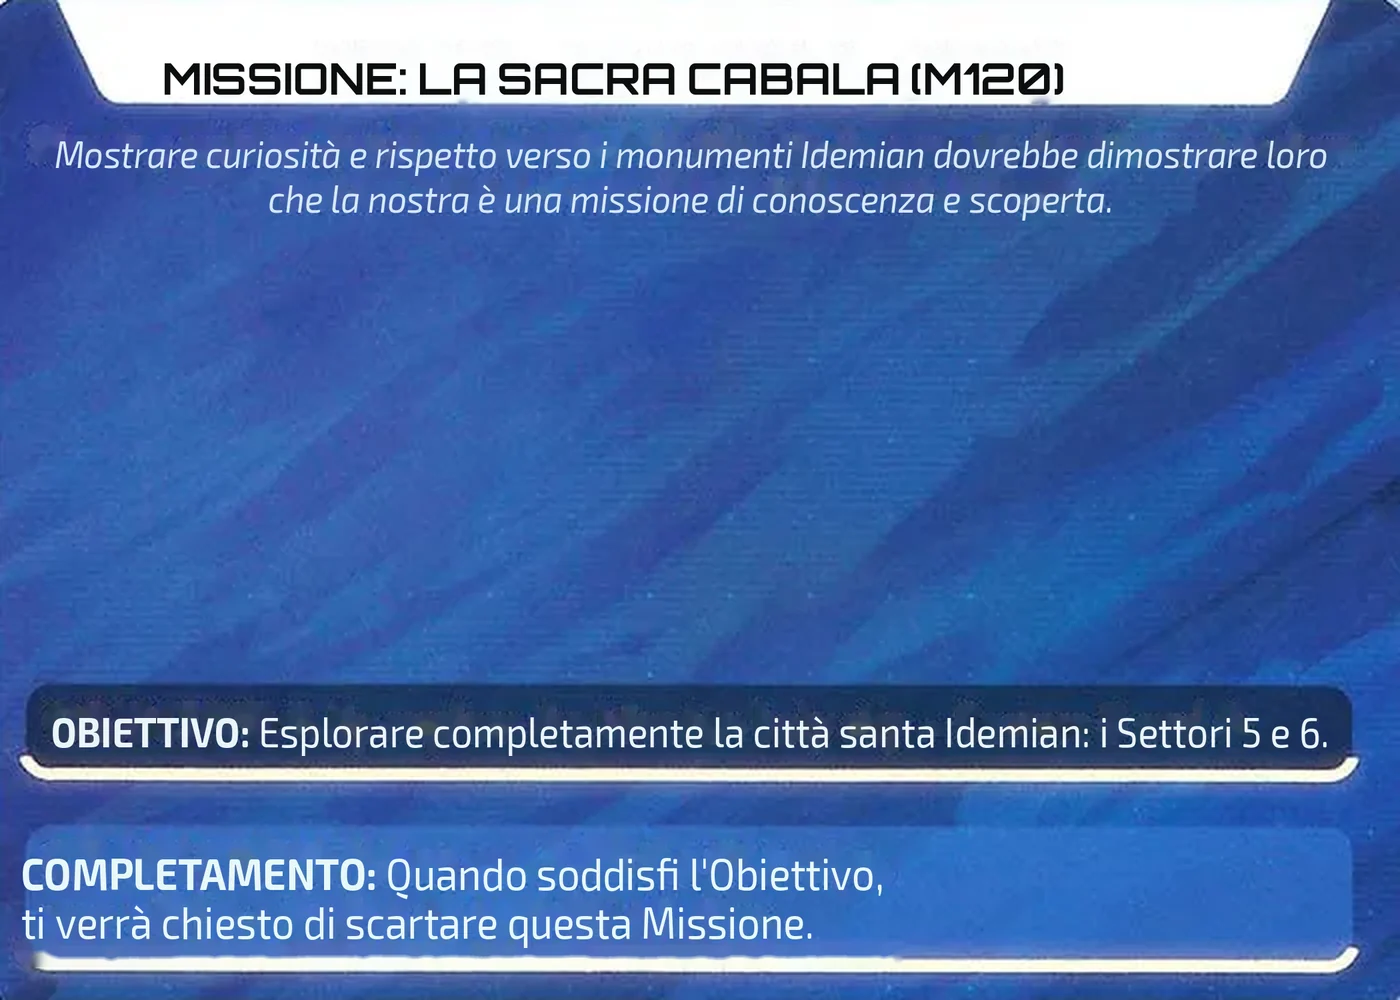 MISSIONE: LA SACRA CABALA (M120)
Mostrare curiosità e rispetto verso i monumenti Idemian dovrebbe dimostrare loro
che la nostra è una missione di conoscenza e scoperta.
OBIETTIVO: Esplorare completamente la città santa Idemian: i Settori 5 e 6.
COMPLETAMENTO: Quando soddisfi l'Obiettivo,
ti verrà chiesto di scartare questa Missione.